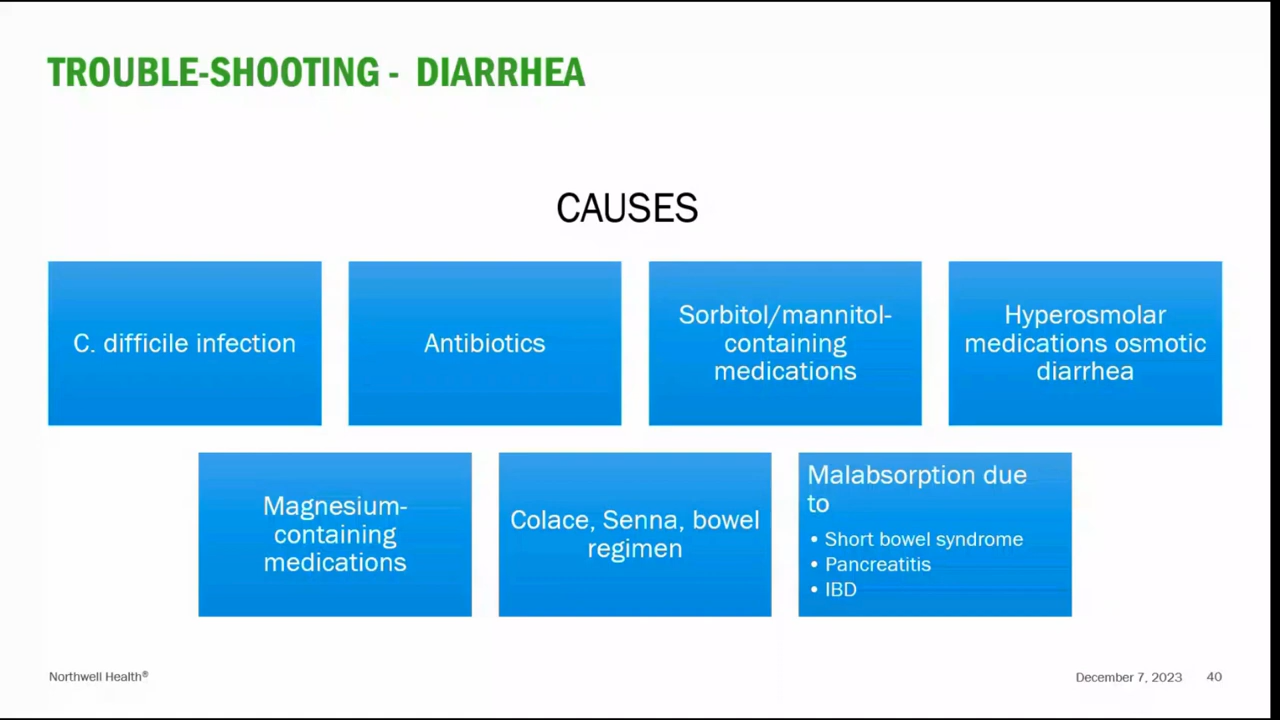 TROUBLE-SHOOTING - DIARRHEA
CAUSES
C. difficile infection
Antibiotics
Sorbitol/mannitol-
containing
medications
Hyperosmolar
medications osmotic
diarrhea
Magnesium-
containing
medications
Colace, Senna, bowel
regimen
Malabsorption due
to
• Short bowel syndrome
• Pancreatitis
• IBD
Northwell Health®
December 7, 2023
40